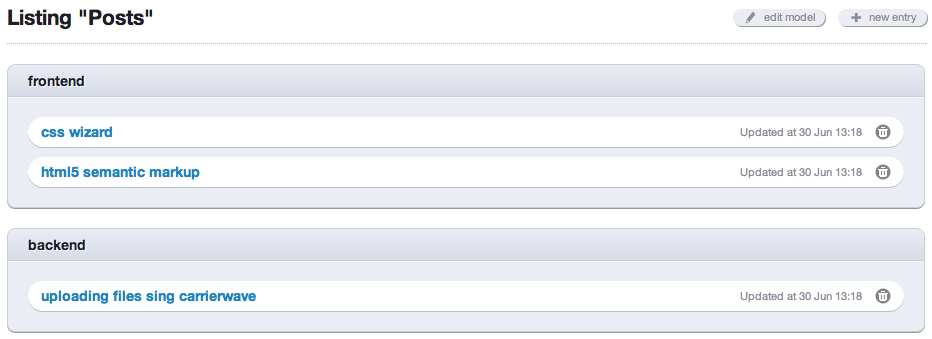 Listing "Posts"
edit model
new entry
frontend
css wizard
Updated at 30 Jun 13:18
html5 semantic markup
Updated at 30 Jun 13:18
backend
uploading files sing carrierwave
Updated at 30 Jun 13:18